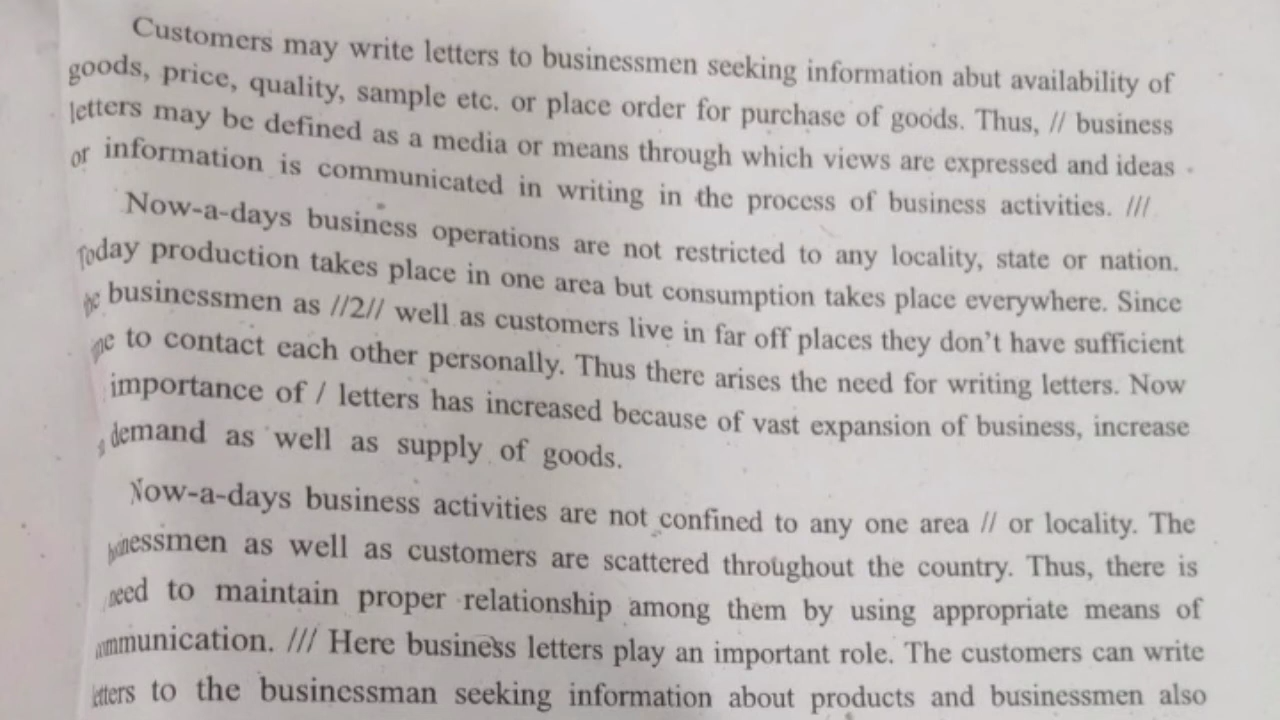 Customers may write letters to businessmen seeking information abut availability of
goods, price, quality, sample etc. or place order for purchase of goods. Thus, // business
letters may be defined as a media or means through which views are expressed and ideas
or information is communicated in writing in the process of business activities. ///
Now-a-days business operations are not restricted to any locality, state or nation.
Today production takes place in one area but consumption takes place everywhere. Since
businessmen as //2// well as customers live in far off places they don't have sufficient
to contact each other personally. Thus there arises the need for writing letters. Now
importance of / letters has increased because of vast expansion of business, increase
demand as well as supply of goods.
Now-a-days business activities are not confined to any one area // or locality. The
businessmen as well as customers are scattered throughout the country. Thus, there is
need to maintain proper relationship among them by using appropriate means of
communication. /// Here business letters play an important role. The customers can write
letters to the businessman seeking information about products and businessmen also